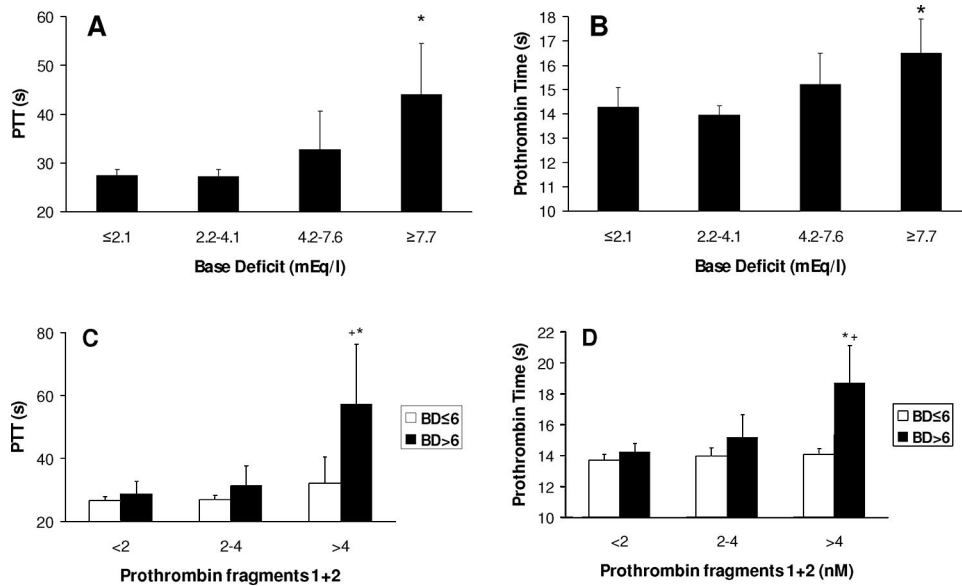 A
PTT (s)
60
50
40
30
20
*
≤2.1 2.2-4.1 4.2-7.6 ≥7.7
Base Deficit (mEq/l)
B
Prothrombin Time (s)
18
17
16
15
14
13
12
11
10
*
≤2.1 2.2-4.1 4.2-7.6 ≥7.7
Base Deficit (mEq/l)
C
PTT (s)
80
60
40
20
+*
BD≤6
BD>6
<2 2-4 >4
Prothrombin fragments 1+2
D
Prothrombin Time (s)
22
20
18
16
14
12
10
*+
BD≤6
BD>6
<2 2-4 >4
Prothrombin fragments 1+2 (nM)